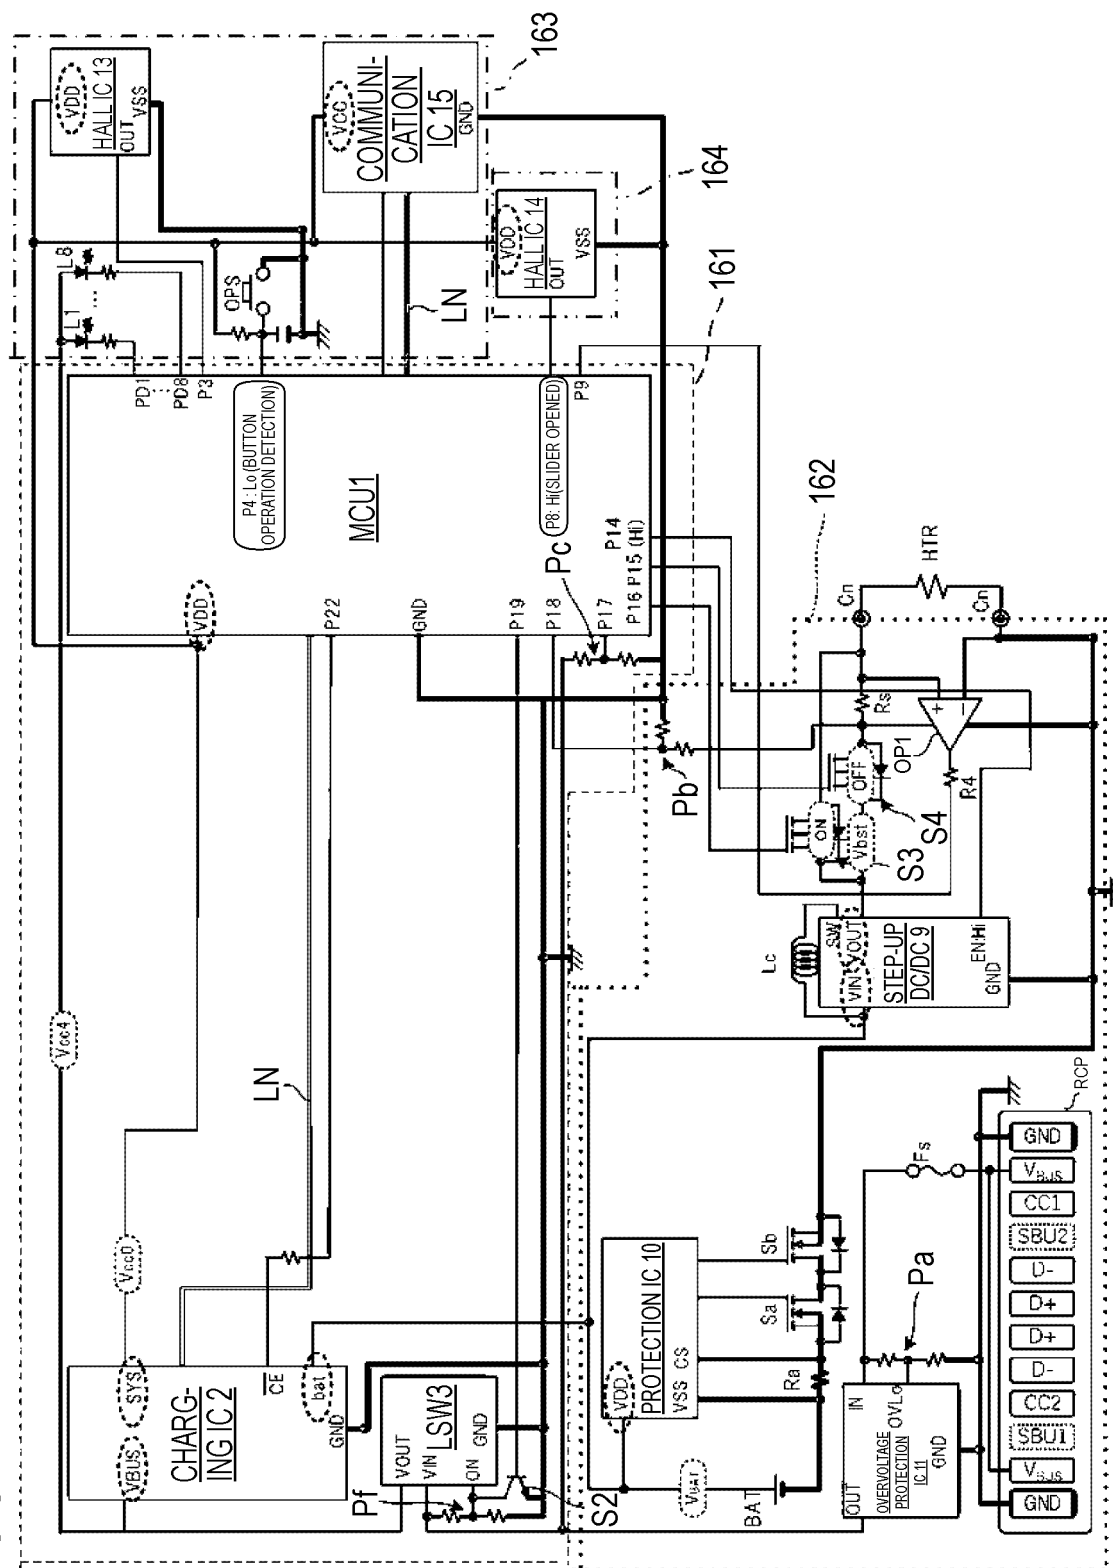 163
HALL IC 13
VDD
VSS
OUT
COMMUNI-
CATION
IC 15
VCC
GND
164
HALL IC 14
VDD
VSS
OUT
161
L8
L1
OPS
LN
PD1
PD8
P3
P4 : Lo (BUTTON
OPERATION DETECTION)
P8: Hi(SLIDER OPENED)
P9
MCU1
VDD
P22
GND
P19
P18
P17
P16
P15
P14
(Hi)
Pc
162
Cn
HTR
Cn
Rs
OP1
R4
Pb
OFF
ON
Vbst
S4
S3
Lc
SW
VIN
VOUT
STEP-UP
DC/DC 9
EN:Hi
GND
Vcc4
LN
Vcc0
SYS
VBUS
CHARG-
ING IC 2
CE
bat
GND
VOUT
VIN
LSW3
ON
GND
Pf
S2
PROTECTION IC 10
VDD
VSS
CS
Sb
Sa
Ra
VBAT
BAT
IN
OUT
OVLo
OVERVOLTAGE
PROTECTION
IC 11
GND
Pa
Fs
RCP
GND
VBUS
CC1
SBU2
D-
D+
D+
D-
CC2
SBU1
VBUS
GND